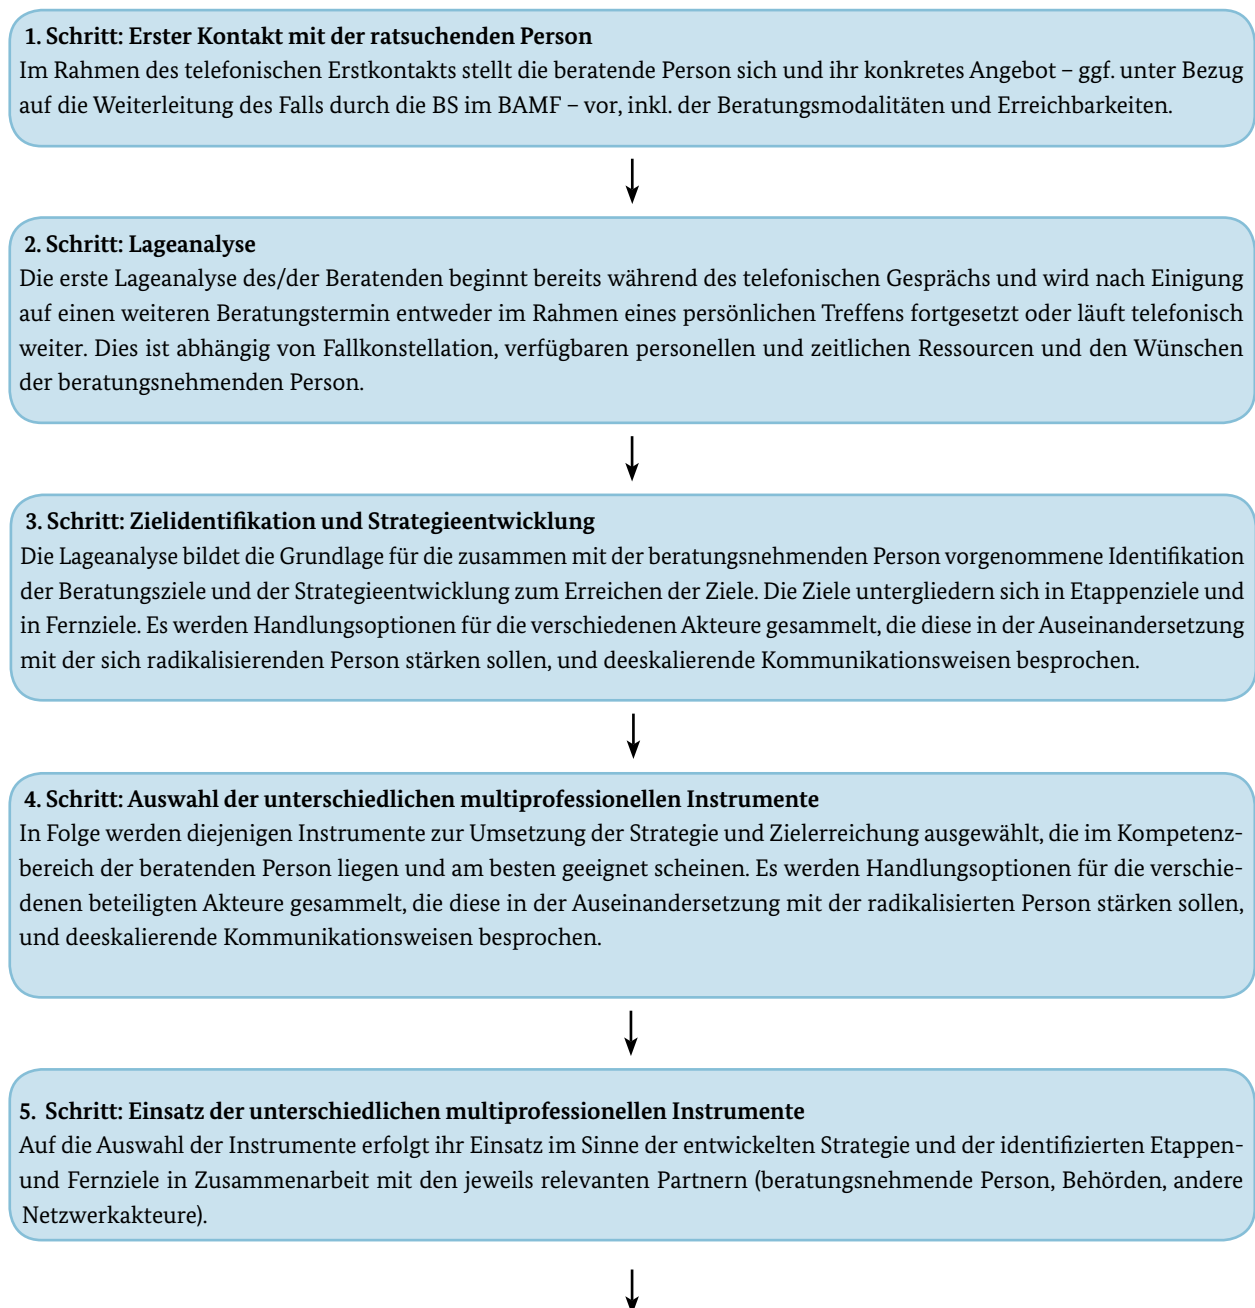 1. Schritt: Erster Kontakt mit der ratsuchenden Person
Im Rahmen des telefonischen Erstkontakts stellt die beratende Person sich und ihr konkretes Angebot – ggf. unter Bezug
auf die Weiterleitung des Falls durch die BS im BAMF – vor, inkl. der Beratungsmodalitäten und Erreichbarkeiten.
2. Schritt: Lageanalyse
Die erste Lageanalyse des/der Beratenden beginnt bereits während des telefonischen Gesprächs und wird nach Einigung
auf einen weiteren Beratungstermin entweder im Rahmen eines persönlichen Treffens fortgesetzt oder läuft telefonisch
weiter. Dies ist abhängig von Fallkonstellation, verfügbaren personellen und zeitlichen Ressourcen und den Wünschen
der beratungsnehmenden Person.
3. Schritt: Zielidentifikation und Strategieentwicklung
Die Lageanalyse bildet die Grundlage für die zusammen mit der beratungsnehmenden Person vorgenommene Identifikation
der Beratungsziele und der Strategieentwicklung zum Erreichen der Ziele. Die Ziele untergliedern sich in Etappenziele und
in Fernziele. Es werden Handlungsoptionen für die verschiedenen Akteure gesammelt, die diese in der Auseinandersetzung
mit der sich radikalisierenden Person stärken sollen, und deeskalierende Kommunikationsweisen besprochen.
4. Schritt: Auswahl der unterschiedlichen multiprofessionellen Instrumente
In Folge werden diejenigen Instrumente zur Umsetzung der Strategie und Zielerreichung ausgewählt, die im Kompetenz-
bereich der beratenden Person liegen und am besten geeignet scheinen. Es werden Handlungsoptionen für die verschie-
denen beteiligten Akteure gesammelt, die diese in der Auseinandersetzung mit der radikalisierten Person stärken sollen,
und deeskalierende Kommunikationsweisen besprochen.
5. Schritt: Einsatz der unterschiedlichen multiprofessionellen Instrumente
Auf die Auswahl der Instrumente erfolgt ihr Einsatz im Sinne der entwickelten Strategie und der identifizierten Etappen-
und Fernziele in Zusammenarbeit mit den jeweils relevanten Partnern (beratungsnehmende Person, Behörden, andere
Netzwerkakteure).